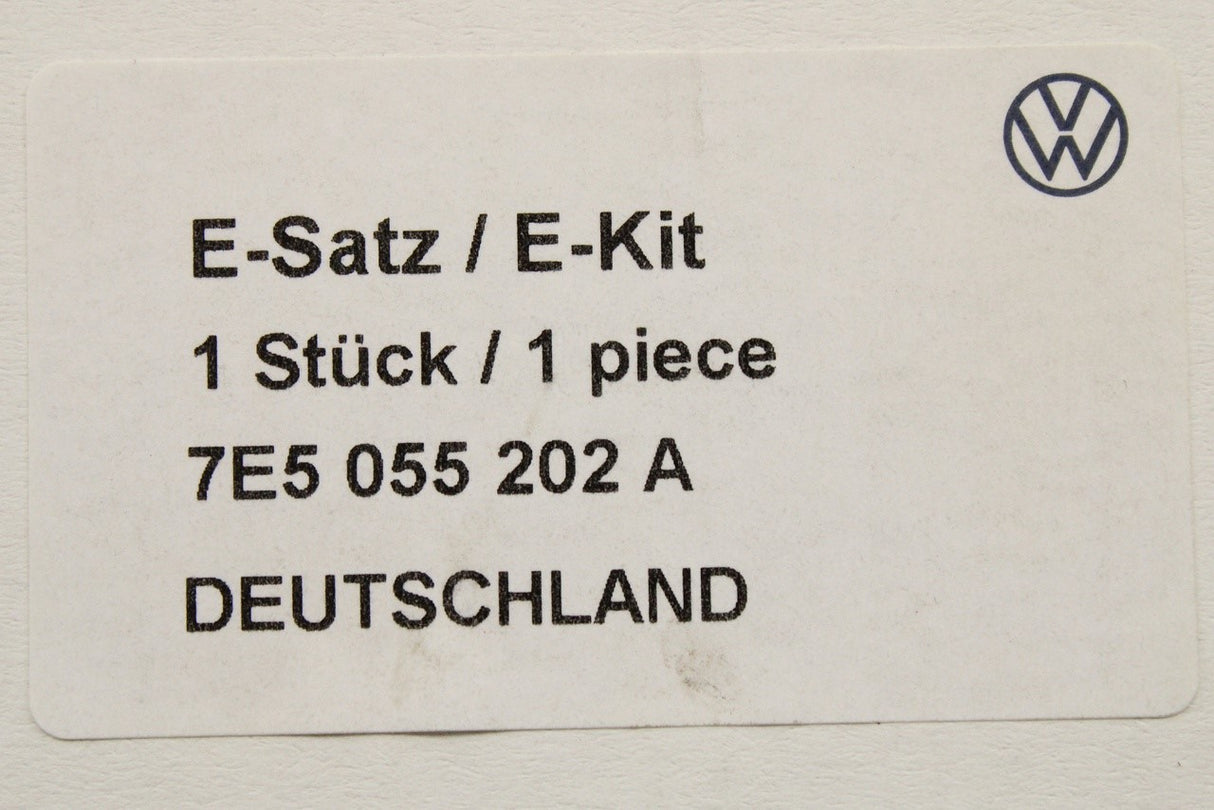 E-Satz / E-Kit
1 Stück / 1 piece
7E5 055 202 A
DEUTSCHLAND